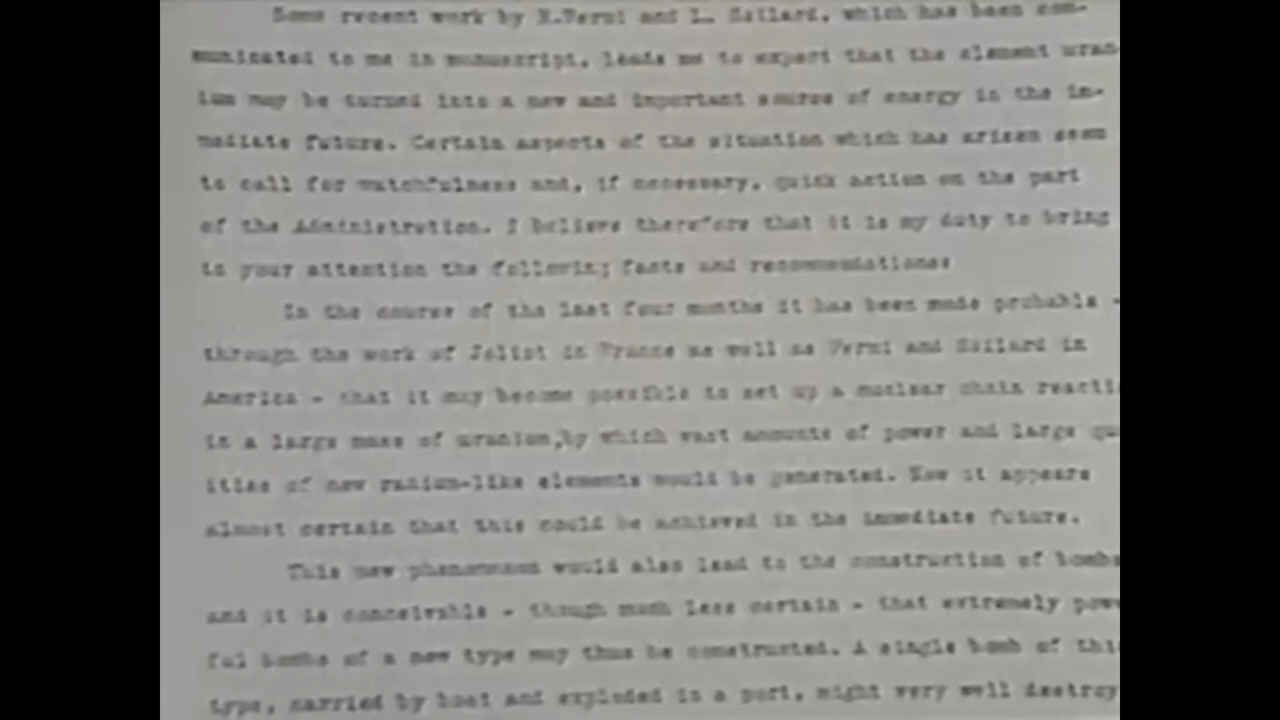 Some recent work by E.Fermi and L. Szilard, which has been com-
municated to me in manuscript, leads me to expect that the element uran-
ium may be turned into a new and important source of energy in the im-
mediate future. Certain aspects of the situation which has arisen seem
to call for watchfulness and, if necessary, quick action on the part
of the Administration. I believe therefore that it is my duty to bring
to your attention the following facts and recommendations:
In the course of the last four months it has been made probable -
through the work of Joliot in France as well as Fermi and Szilard in
America - that it may become possible to set up a nuclear chain reacti
in a large mass of uranium,by which vast amounts of power and large qu
ities of new radium-like elements would be generated. Now it appears
almost certain that this could be achieved in the immediate future.
This new phenomenon would also lead to the construction of bombs
and it is conceivable - though much less certain - that extremely powe
ful bombs of a new type may thus be constructed. A single bomb of this
type, carried by boat and exploded in a port, might very well destroy